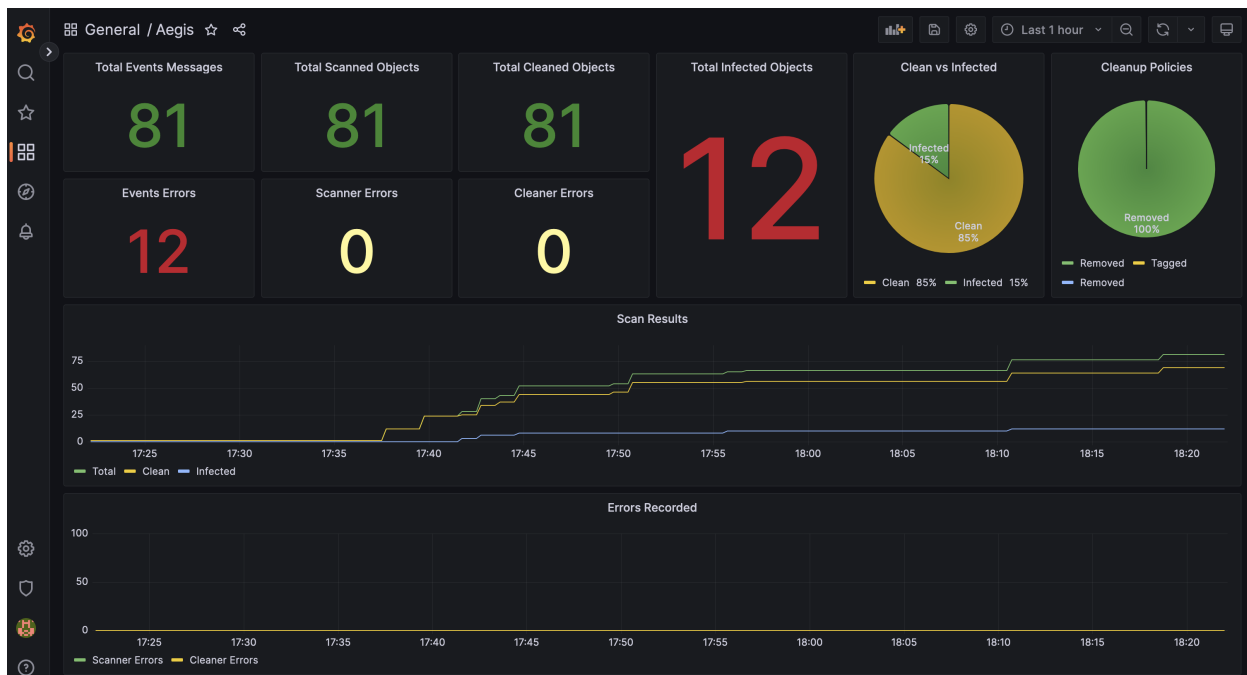 General / Aegis
Last 1 hour
Total Events Messages
81
Total Scanned Objects
81
Total Cleaned Objects
81
Total Infected Objects
12
Clean vs Infected
Infected
15%
Clean
85%
Clean 85% Infected 15%
Cleanup Policies
Removed
100%
Removed Tagged
Removed
Events Errors
12
Scanner Errors
0
Cleaner Errors
0
Scan Results
75
50
25
0
17:25 17:30 17:35 17:40 17:45 17:50 17:55 18:00 18:05 18:10 18:15 18:20
Total Clean Infected
Errors Recorded
100
50
0
17:25 17:30 17:35 17:40 17:45 17:50 17:55 18:00 18:05 18:10 18:15 18:20
Scanner Errors Cleaner Errors